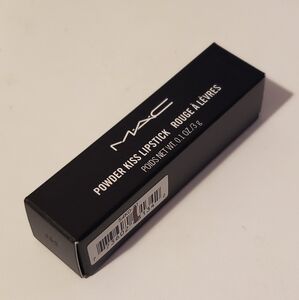 MAC
POWDER KISS LIPSTICK ROUGE À LÈVRES
POIDS NET WT. 0.1 OZ./3 g